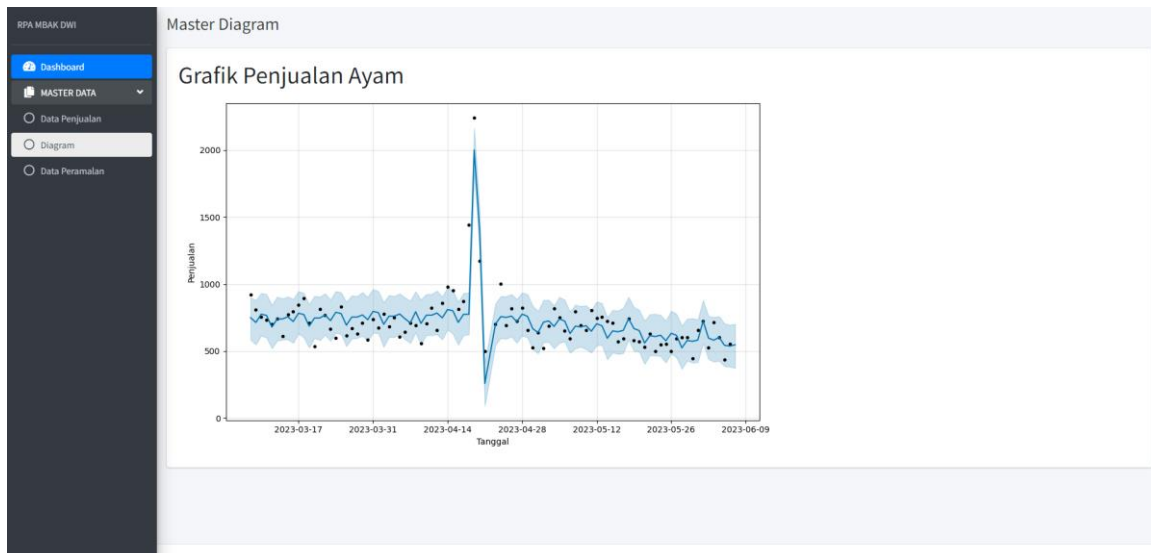 RPA MBAK DWI
Dashboard
MASTER DATA
Data Penjualan
Diagram
Data Peramalan
Master Diagram
Grafik Penjualan Ayam
Penjualan
2000
1500
1000
500
0
2023-03-17 2023-03-31 2023-04-14 2023-04-28 2023-05-12 2023-05-26 2023-06-09
Tanggal